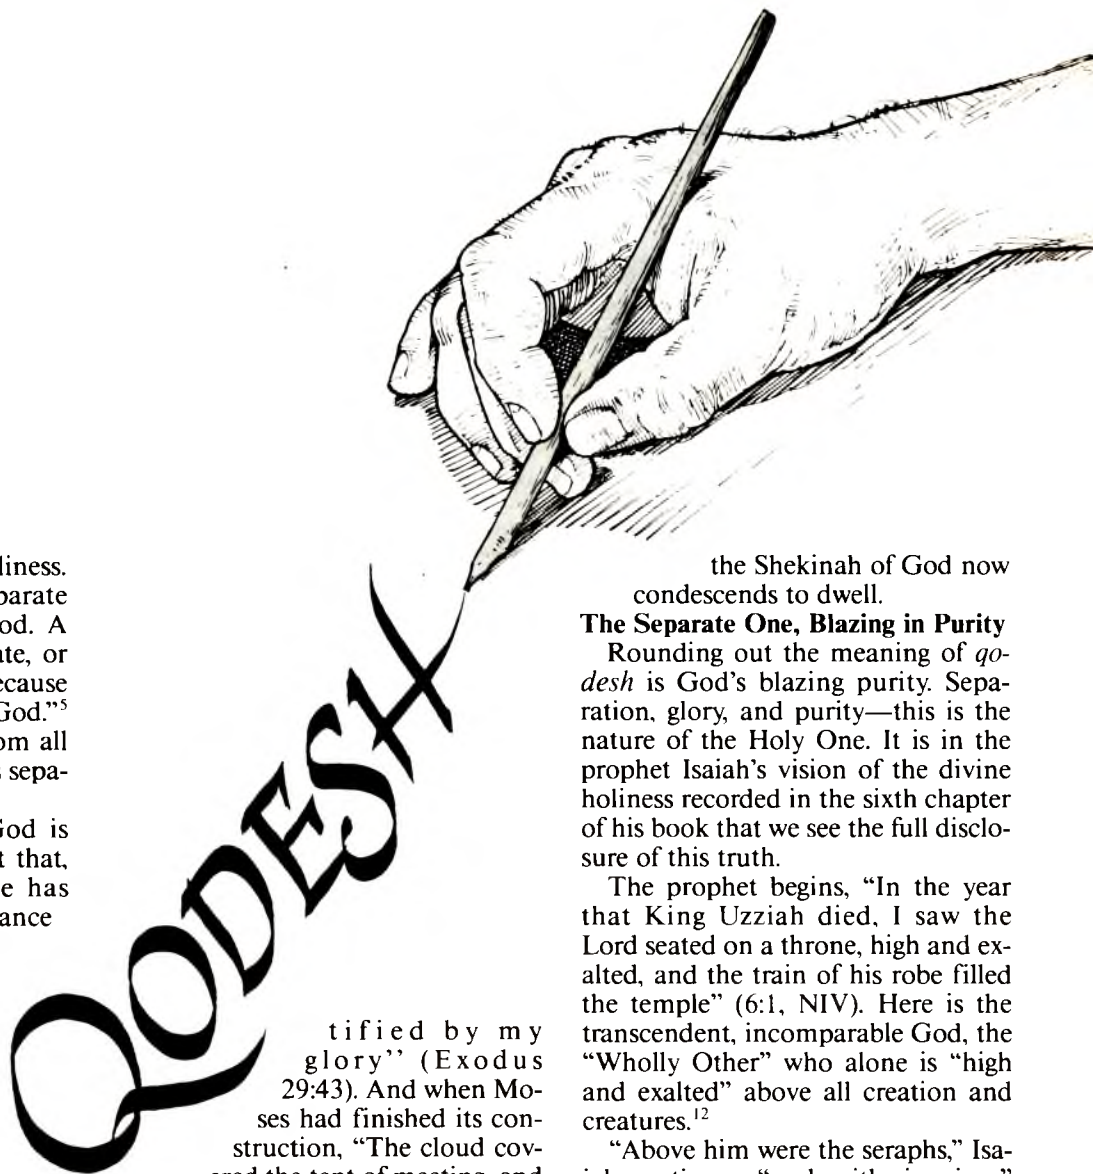 liness.
parate
od. A
ate, or
ecause
God.”⁵
om all
sepa-
God is
t that,
e has
ance
QODESH
tified by my
glory’’ (Exodus
29:43). And when Mo-
ses had finished its con-
struction, “The cloud cov-
ered the tent of meeting, and
the Shekinah of God now
condescends to dwell.
The Separate One, Blazing in Purity
Rounding out the meaning of qo-
desh is God’s blazing purity. Sepa-
ration, glory, and purity—this is the
nature of the Holy One. It is in the
prophet Isaiah’s vision of the divine
holiness recorded in the sixth chapter
of his book that we see the full disclo-
sure of this truth.
The prophet begins, “In the year
that King Uzziah died, I saw the
Lord seated on a throne, high and ex-
alted, and the train of his robe filled
the temple” (6:1, NIV). Here is the
transcendent, incomparable God, the
“Wholly Other” who alone is “high
and exalted” above all creation and
creatures.¹²
“Above him were the seraphs,” Isa-